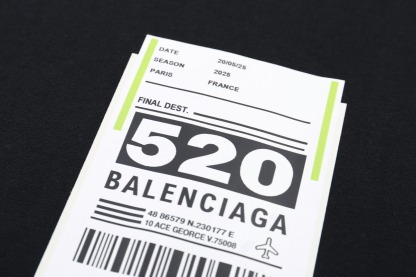 DATE 20/05/25
SEASON 2025
PARIS FRANCE
FINAL DEST.
520
BALENCIAGA
48 86579 N.230177 E
10 ACE GEORCE V.75008